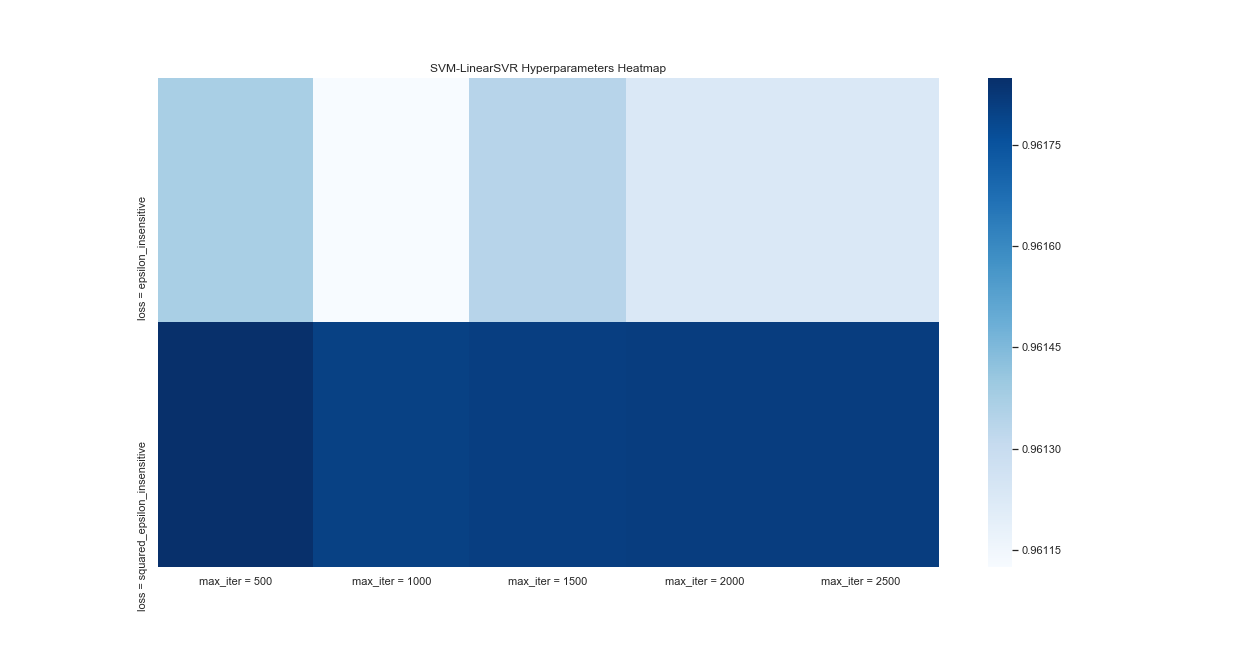 SVM-LinearSVR Hyperparameters Heatmap
loss = epsilon_insensitive
loss = squared_epsilon_insensitive
max_iter = 500
max_iter = 1000
max_iter = 1500
max_iter = 2000
max_iter = 2500
0.96175
0.96160
0.96145
0.96130
0.96115